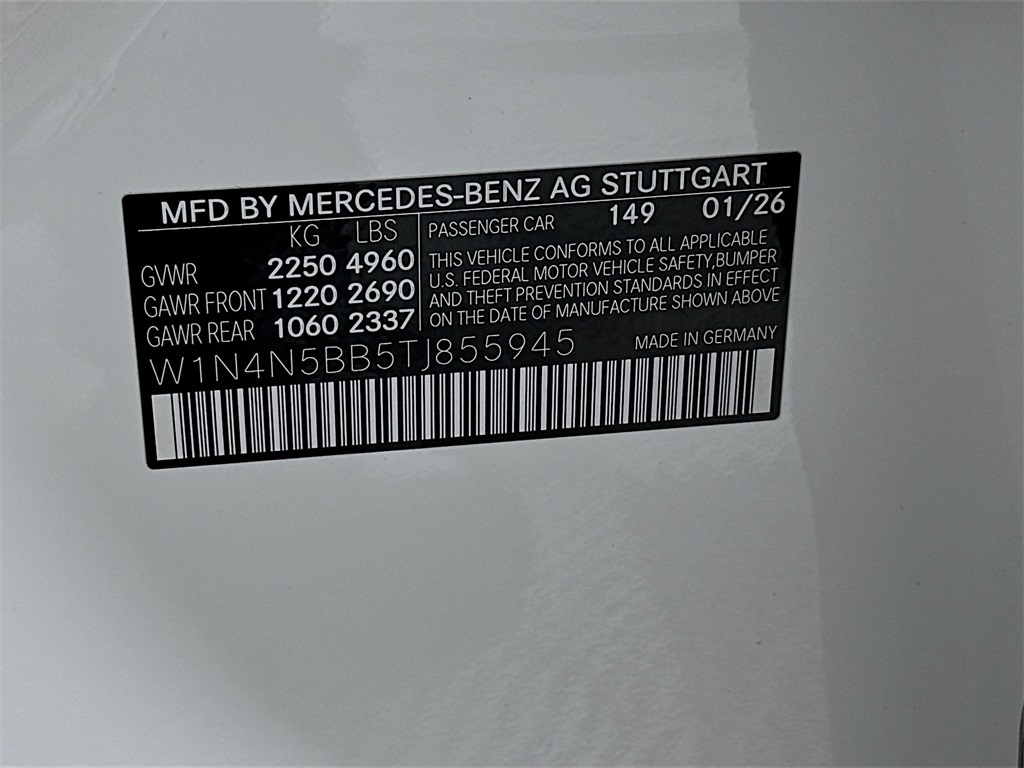 MFD BY MERCEDES-BENZ AG STUTTGART
KG LBS
GVWR 2250 4960
GAWR FRONT 1220 2690
GAWR REAR 1060 2337
PASSENGER CAR 149 01/26
THIS VEHICLE CONFORMS TO ALL APPLICABLE
U.S. FEDERAL MOTOR VEHICLE SAFETY,BUMPER
AND THEFT PREVENTION STANDARDS IN EFFECT
ON THE DATE OF MANUFACTURE SHOWN ABOVE
W1N4N5BB5TJ855945
MADE IN GERMANY